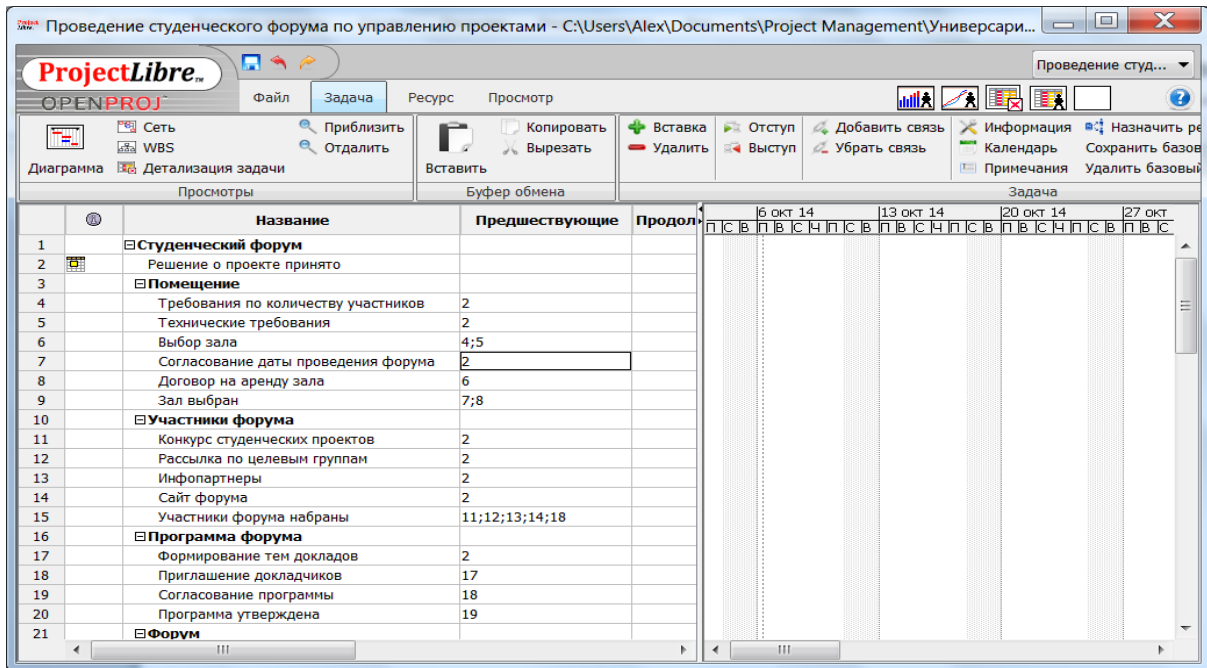 Проведение студенческого форума по управлению проектами - C:\Users\Alex\Documents\Project Management\Универсари...
ProjectLibre
OPENPROJ
Проведение студ...
Файл Задача Ресурс Просмотр
Диаграмма
Сеть
WBS
Детализация задачи
Приблизить
Отдалить
Просмотры
Вставить
Копировать
Вырезать
Буфер обмена
Вставка
Удалить
Отступ
Выступ
Добавить связь
Убрать связь
Информация
Календарь
Примечания
Назначить ре
Сохранить базов
Удалить базовый
Задача
Название Предшествующие Продол
6 окт 14 13 окт 14 20 окт 14 27 окт
П С В П В С Ч П С В П В С Ч П С В П В С Ч П С В П В С
1 Студенческий форум
2 Решение о проекте принято
3 Помещение
4 Требования по количеству участников 2
5 Технические требования 2
6 Выбор зала 4;5
7 Согласование даты проведения форума 2
8 Договор на аренду зала 6
9 Зал выбран 7;8
10 Участники форума
11 Конкурс студенческих проектов 2
12 Рассылка по целевым группам 2
13 Инфопартнеры 2
14 Сайт форума 2
15 Участники форума набраны 11;12;13;14;18
16 Программа форума
17 Формирование тем докладов 2
18 Приглашение докладчиков 17
19 Согласование программы 18
20 Программа утверждена 19
21 Форум